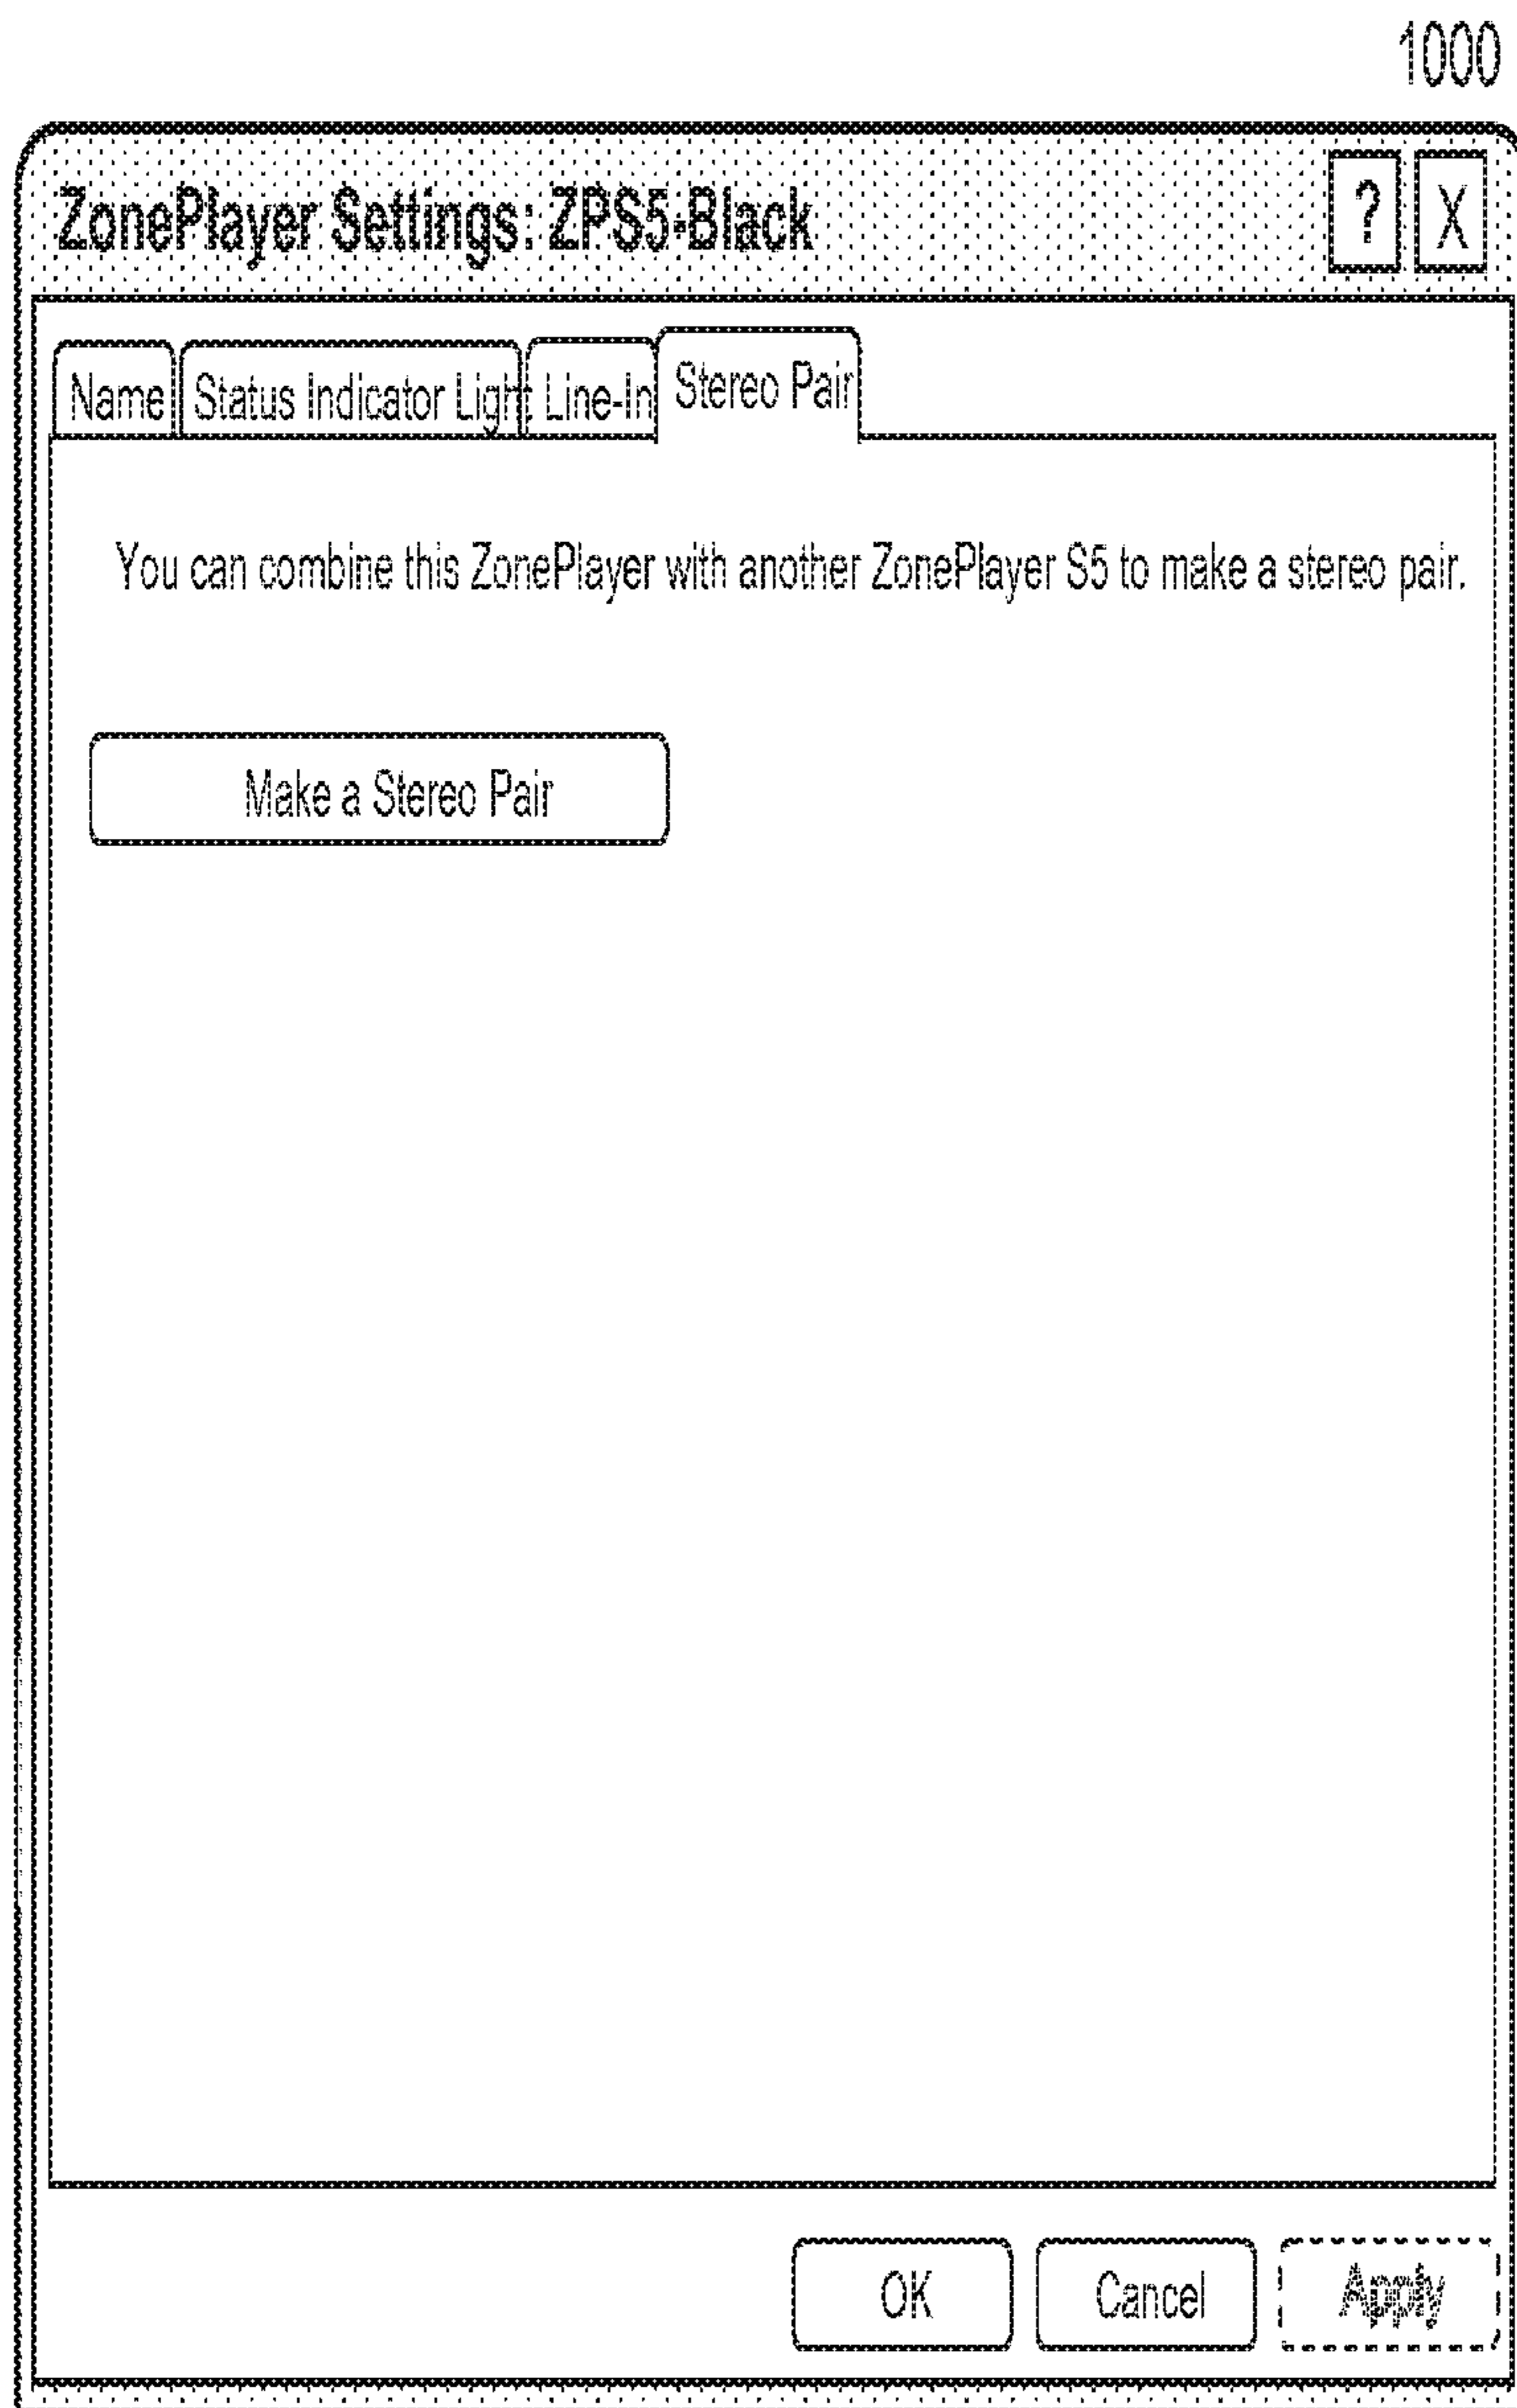 1000
ZonePlayer Settings: ZPS5-Black
? X
Name Status Indicator Light Line-In Stereo Pair
You can combine this ZonePlayer with another ZonePlayer S5 to make a stereo pair.
Make a Stereo Pair
OK Cancel Apply